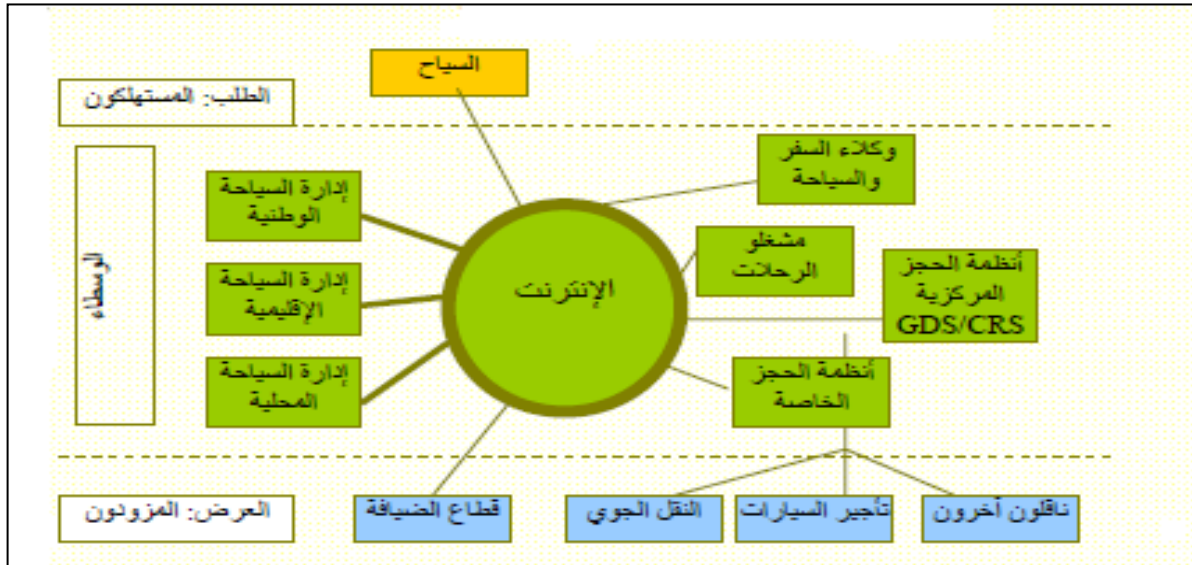 السياح
الطلب: المستهلكون
وكلاء السفر
والسياحة
إدارة السياحة
الوطنية
مشغلو
الرحلات
أنظمة الحجز
المركزية
GDS/CRS
الوسطاء
الإنترنت
إدارة السياحة
الإقليمية
إدارة السياحة
المحلية
أنظمة الحجز
الخاصة
العرض: المزودون
قطاع الضيافة
النقل الجوي
تأجير السيارات
ناقلون آخرون